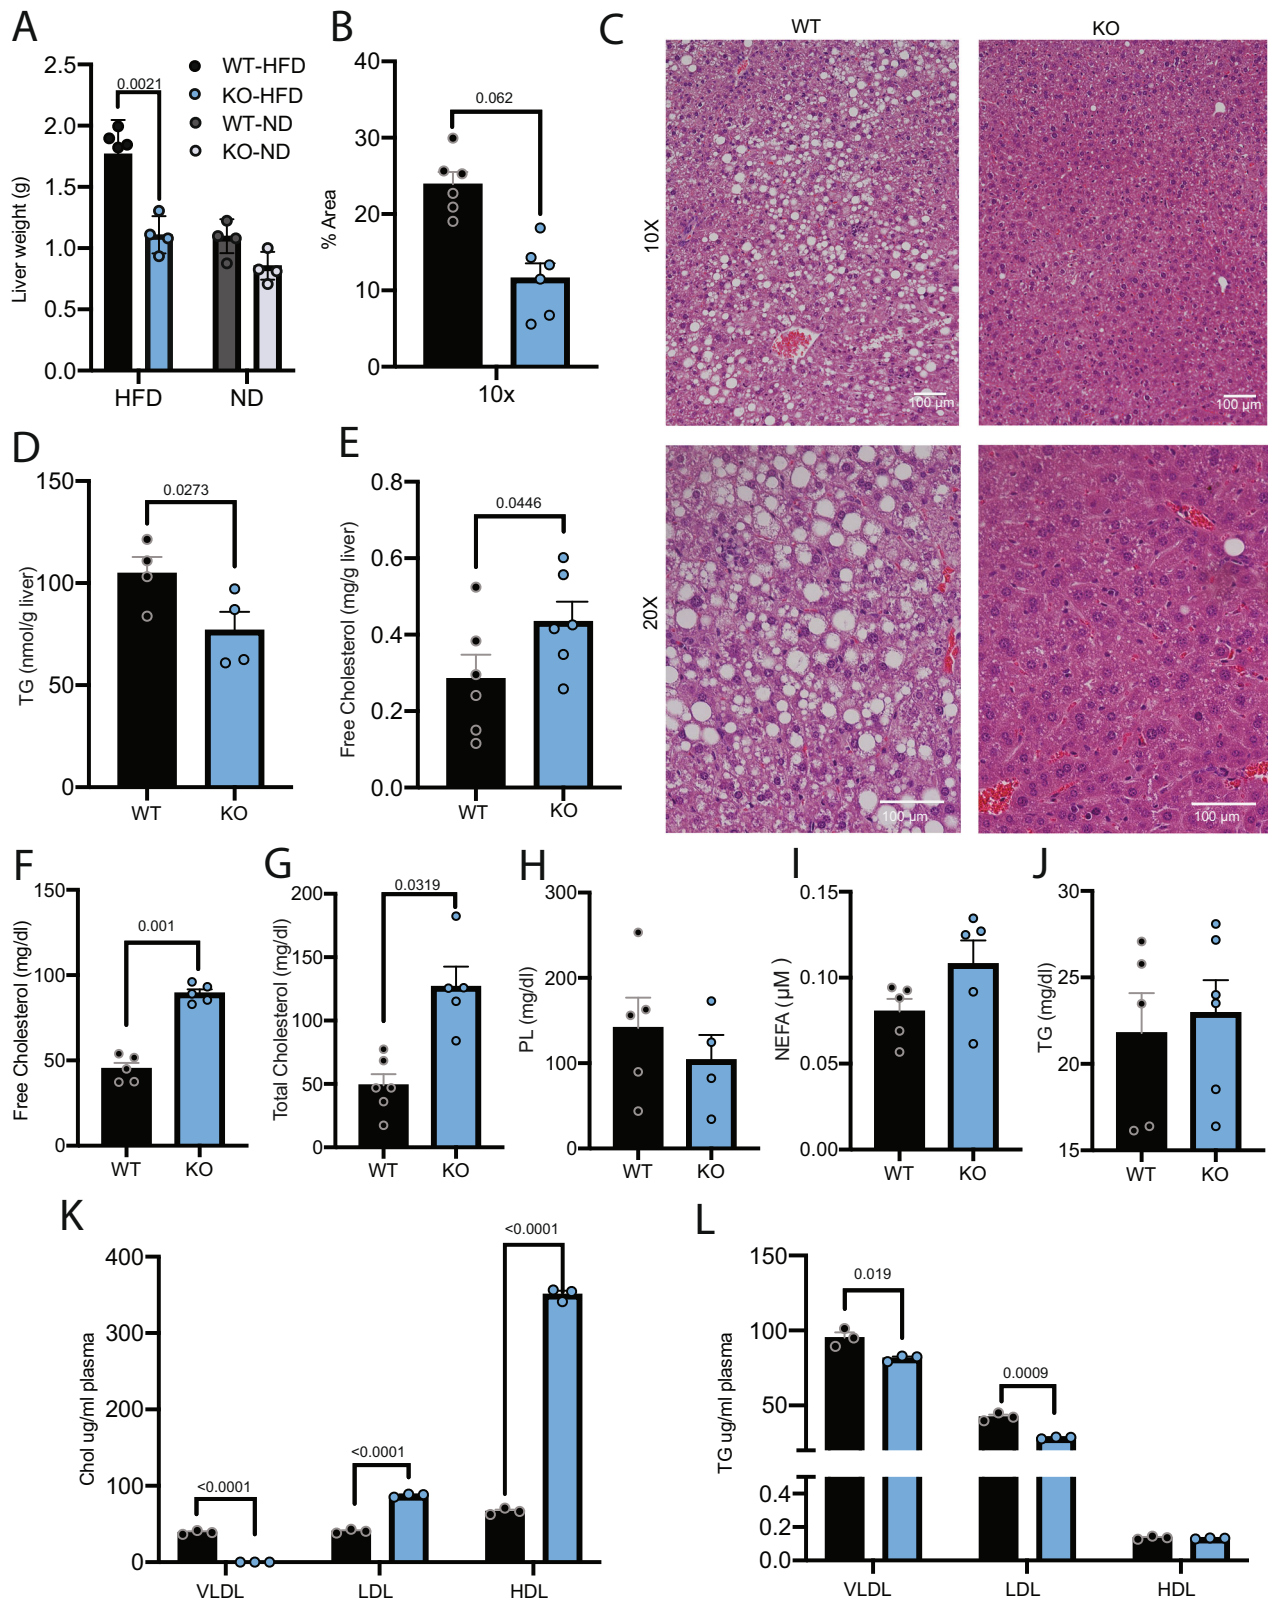 A
2.5
2.0
1.5
1.0
0.5
0.0
Liver weight (g)
0.0021
HFD
ND
WT-HFD
KO-HFD
WT-ND
KO-ND
B
40
30
20
10
0
% Area
0.062
10x
C
WT
KO
10X
20X
100 µm
100 µm
100 µm
100 µm
D
150
100
50
0
TG (nmol/g liver)
0.0273
WT
KO
E
0.8
0.6
0.4
0.2
0.0
Free Cholesterol (mg/g liver)
0.0446
WT
KO
F
150
100
50
0
Free Cholesterol (mg/dl)
0.001
WT
KO
G
200
150
100
50
0
Total Cholesterol (mg/dl)
0.0319
WT
KO
H
300
200
100
0
PL (mg/dl)
WT
KO
I
0.15
0.10
0.05
0.00
NEFA ( µM )
WT
KO
J
30
25
20
15
TG (mg/dl)
WT
KO
K
400
300
200
100
0
Chol ug/ml plasma
<0.0001
<0.0001
<0.0001
VLDL
LDL
HDL
L
150
100
50
0.4
0.2
0.0
TG ug/ml plasma
0.019
0.0009
VLDL
LDL
HDL